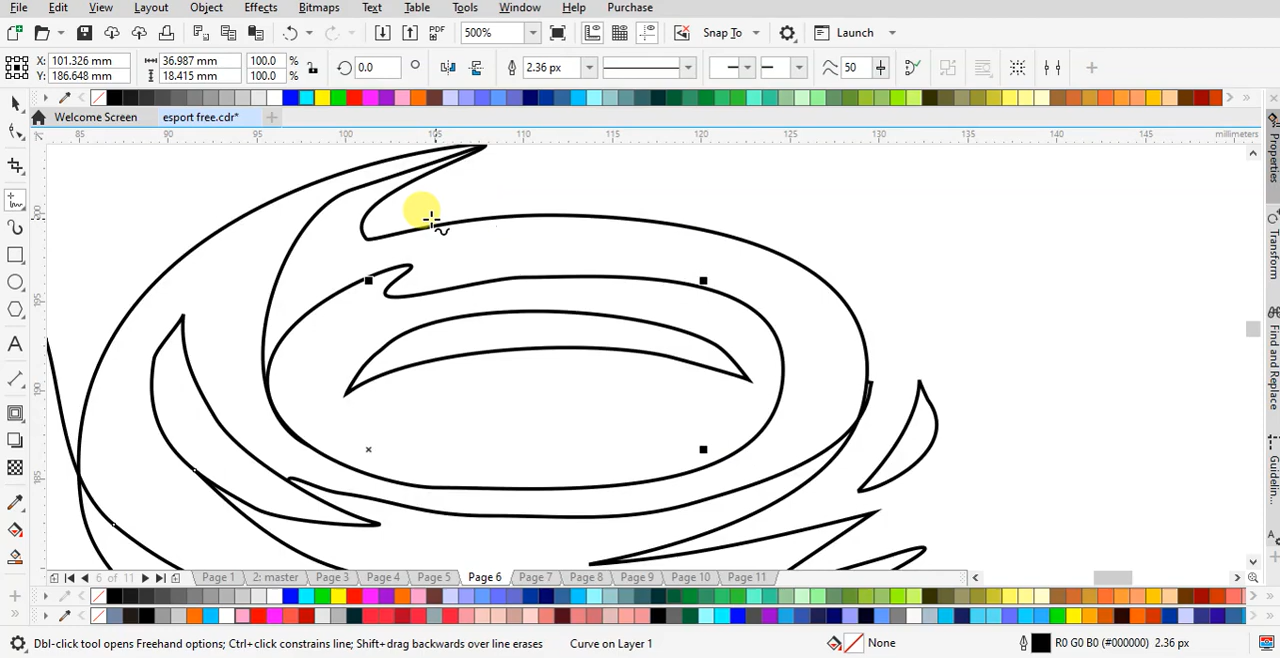 File Edit View Layout Object Effects Bitmaps Text Table Tools Window Help Purchase
PDF 500% Snap To Launch
X: 101.326 mm 36.987 mm 100.0 % 0.0 ° 2.36 px 50
Y: 186.648 mm 18.415 mm 100.0 %
Welcome Screen esport free.cdr*
85 90 95 100 105 110 115 120 125 130 135 140 145 millimeters
195
190
185
Properties
Transform
Find and Replace
Guidelin
6 of 11 Page 1 2: master Page 3 Page 4 Page 5 Page 6 Page 7 Page 8 Page 9 Page 10 Page 11
Dbl-click tool opens Freehand options; Ctrl+click constraintin line; Shift+drag backwards over line erases Curve on Layer 1 None R0 G0 B0 (#000000) 2.36 px